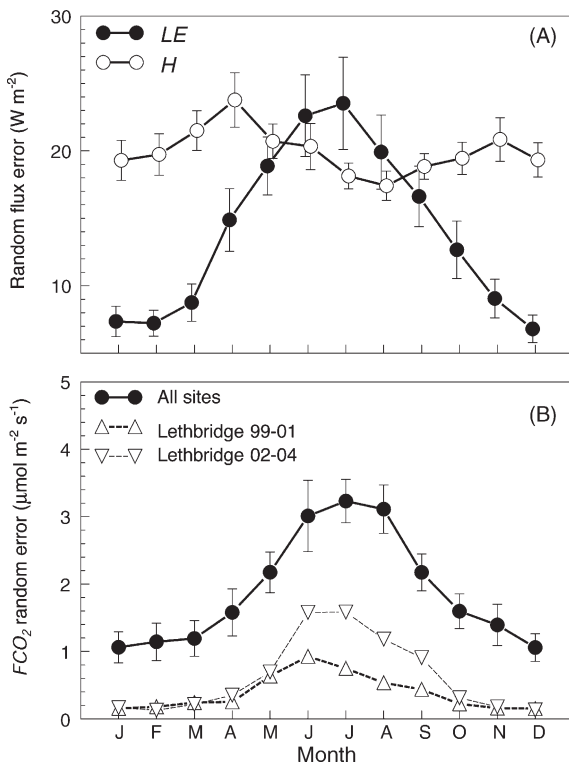 30
(A)
LE
H
20
10
Random flux error (W m⁻²)
5
(B)
All sites
Lethbridge 99-01
Lethbridge 02-04
4
3
2
1
0
FCO₂ random error (μmol m⁻² s⁻¹)
J F M A M J J A S O N D
Month